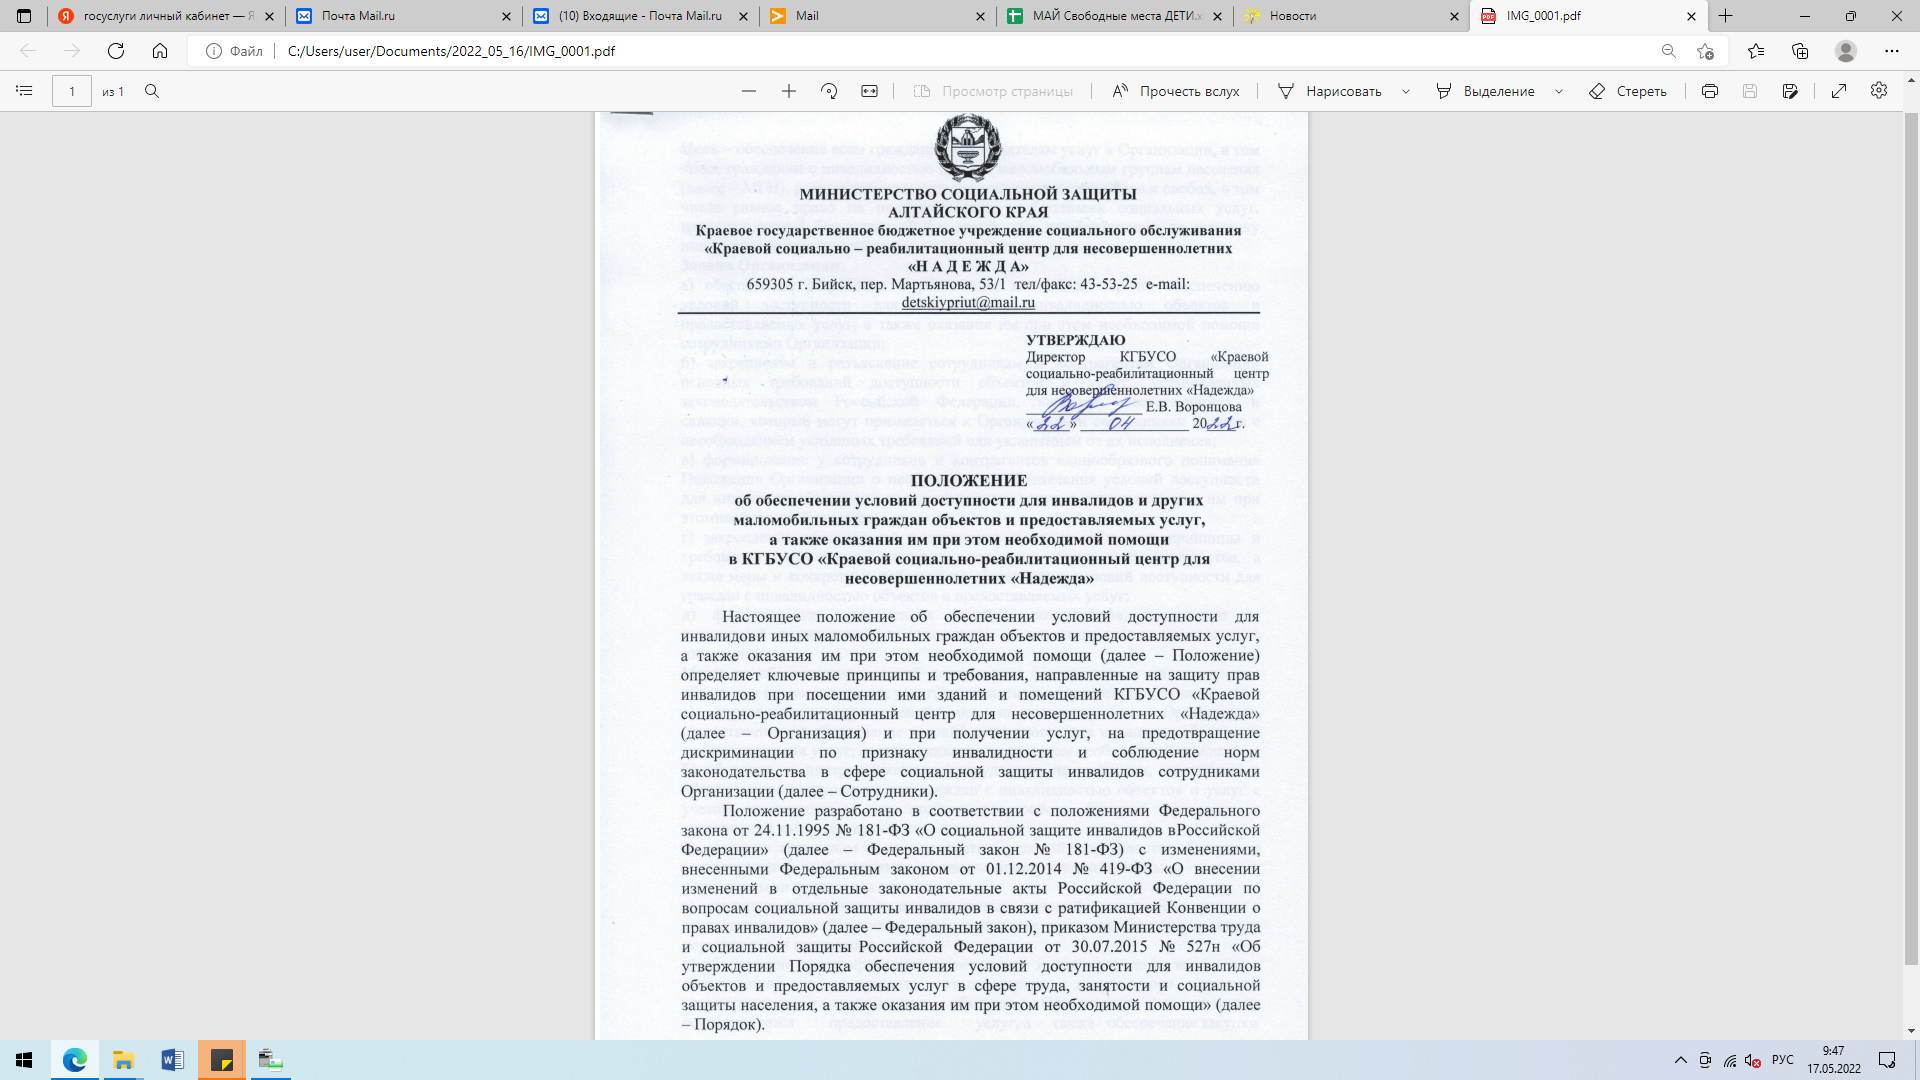 госуслуги личный кабинет — Я
Почта Mail.ru
(10) Входящие - Почта Mail.ru
Mail
МАЙ Свободные места ДЕТИ.x
Новости
IMG_0001.pdf
Файл
C:/Users/user/Documents/2022_05_16/IMG_0001.pdf
1 из 1
Просмотр страницы
Прочесть вслух
Нарисовать
Выделение
Стереть
МИНИСТЕРСТВО СОЦИАЛЬНОЙ ЗАЩИТЫ
АЛТАЙСКОГО КРАЯ
Краевое государственное бюджетное учреждение социального обслуживания
«Краевой социально – реабилитационный центр для несовершеннолетних
«Н А Д Е Ж Д А»
659305 г. Бийск, пер. Мартьянова, 53/1 тел/факс: 43-53-25 e-mail:
detskiypriut@mail.ru
УТВЕРЖДАЮ
Директор КГБУСО «Краевой
социально-реабилитационный центр
для несовершеннолетних «Надежда»
Е.В. Воронцова
«22» 04 2022г.
ПОЛОЖЕНИЕ
об обеспечении условий доступности для инвалидов и других
маломобильных граждан объектов и предоставляемых услуг,
а также оказания им при этом необходимой помощи
в КГБУСО «Краевой социально-реабилитационный центр для
несовершеннолетних «Надежда»
Настоящее положение об обеспечении условий доступности для
инвалидови иных маломобильных граждан объектов и предоставляемых услуг,
а также оказания им при этом необходимой помощи (далее – Положение)
определяет ключевые принципы и требования, направленные на защиту прав
инвалидов при посещении ими зданий и помещений КГБУСО «Краевой
социально-реабилитационный центр для несовершеннолетних «Надежда»
(далее – Организация) и при получении услуг, на предотвращение
дискриминации по признаку инвалидности и соблюдение норм
законодательства в сфере социальной защиты инвалидов сотрудниками
Организации (далее – Сотрудники).
Положение разработано в соответствии с положениями Федерального
закона от 24.11.1995 № 181-ФЗ «О социальной защите инвалидов вРоссийской
Федерации» (далее – Федеральный закон № 181-ФЗ) с изменениями,
внесенными Федеральным законом от 01.12.2014 № 419-ФЗ «О внесении
изменений в отдельные законодательные акты Российской Федерации по
вопросам социальной защиты инвалидов в связи с ратификацией Конвенции о
правах инвалидов» (далее – Федеральный закон), приказом Министерства труда
и социальной защиты Российской Федерации от 30.07.2015 № 527н «Об
утверждении Порядка обеспечения условий доступности для инвалидов
объектов и предоставляемых услуг в сфере труда, занятости и социальной
защиты населения, а также оказания им при этом необходимой помощи» (далее
– Порядок).
РУС
9:47
17.05.2022